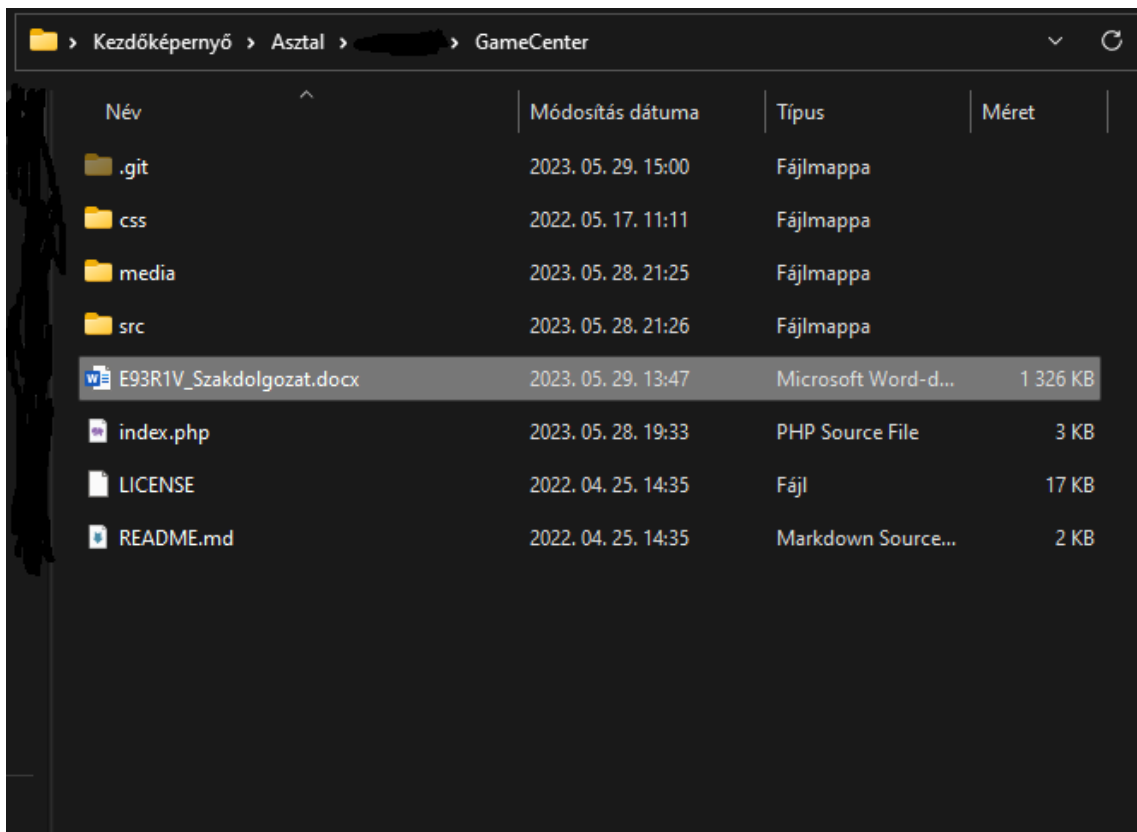 Kezdőképernyő > Asztal > > GameCenter
Név Módosítás dátuma Típus Méret
.git 2023. 05. 29. 15:00 Fájlmappa
css 2022. 05. 17. 11:11 Fájlmappa
media 2023. 05. 28. 21:25 Fájlmappa
src 2023. 05. 28. 21:26 Fájlmappa
E93R1V_Szakdolgozat.docx 2023. 05. 29. 13:47 Microsoft Word-d... 1 326 KB
index.php 2023. 05. 28. 19:33 PHP Source File 3 KB
LICENSE 2022. 04. 25. 14:35 Fájl 17 KB
README.md 2022. 04. 25. 14:35 Markdown Source... 2 KB